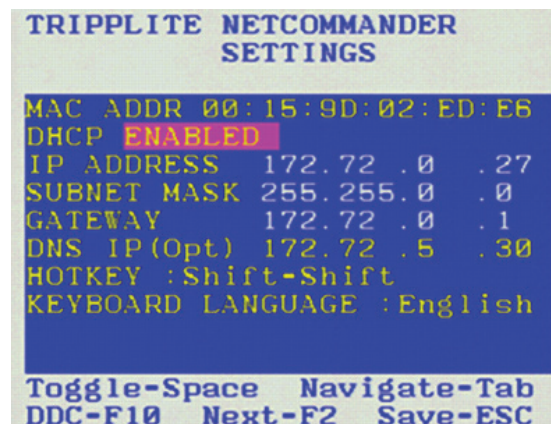 TRIPPLITE NETCOMMANDER
SETTINGS
MAC ADDR 00:15:9D:02:ED:E6
DHCP ENABLED
IP ADDRESS 172.72 .0 .27
SUBNET MASK 255.255.0 .0
GATEWAY 172.72 .0 .1
DNS IP(Opt) 172.72 .5 .30
HOTKEY :Shift-Shift
KEYBOARD LANGUAGE :English
Toggle-Space Navigate-Tab
DDC-F10 Next-F2 Save-ESC